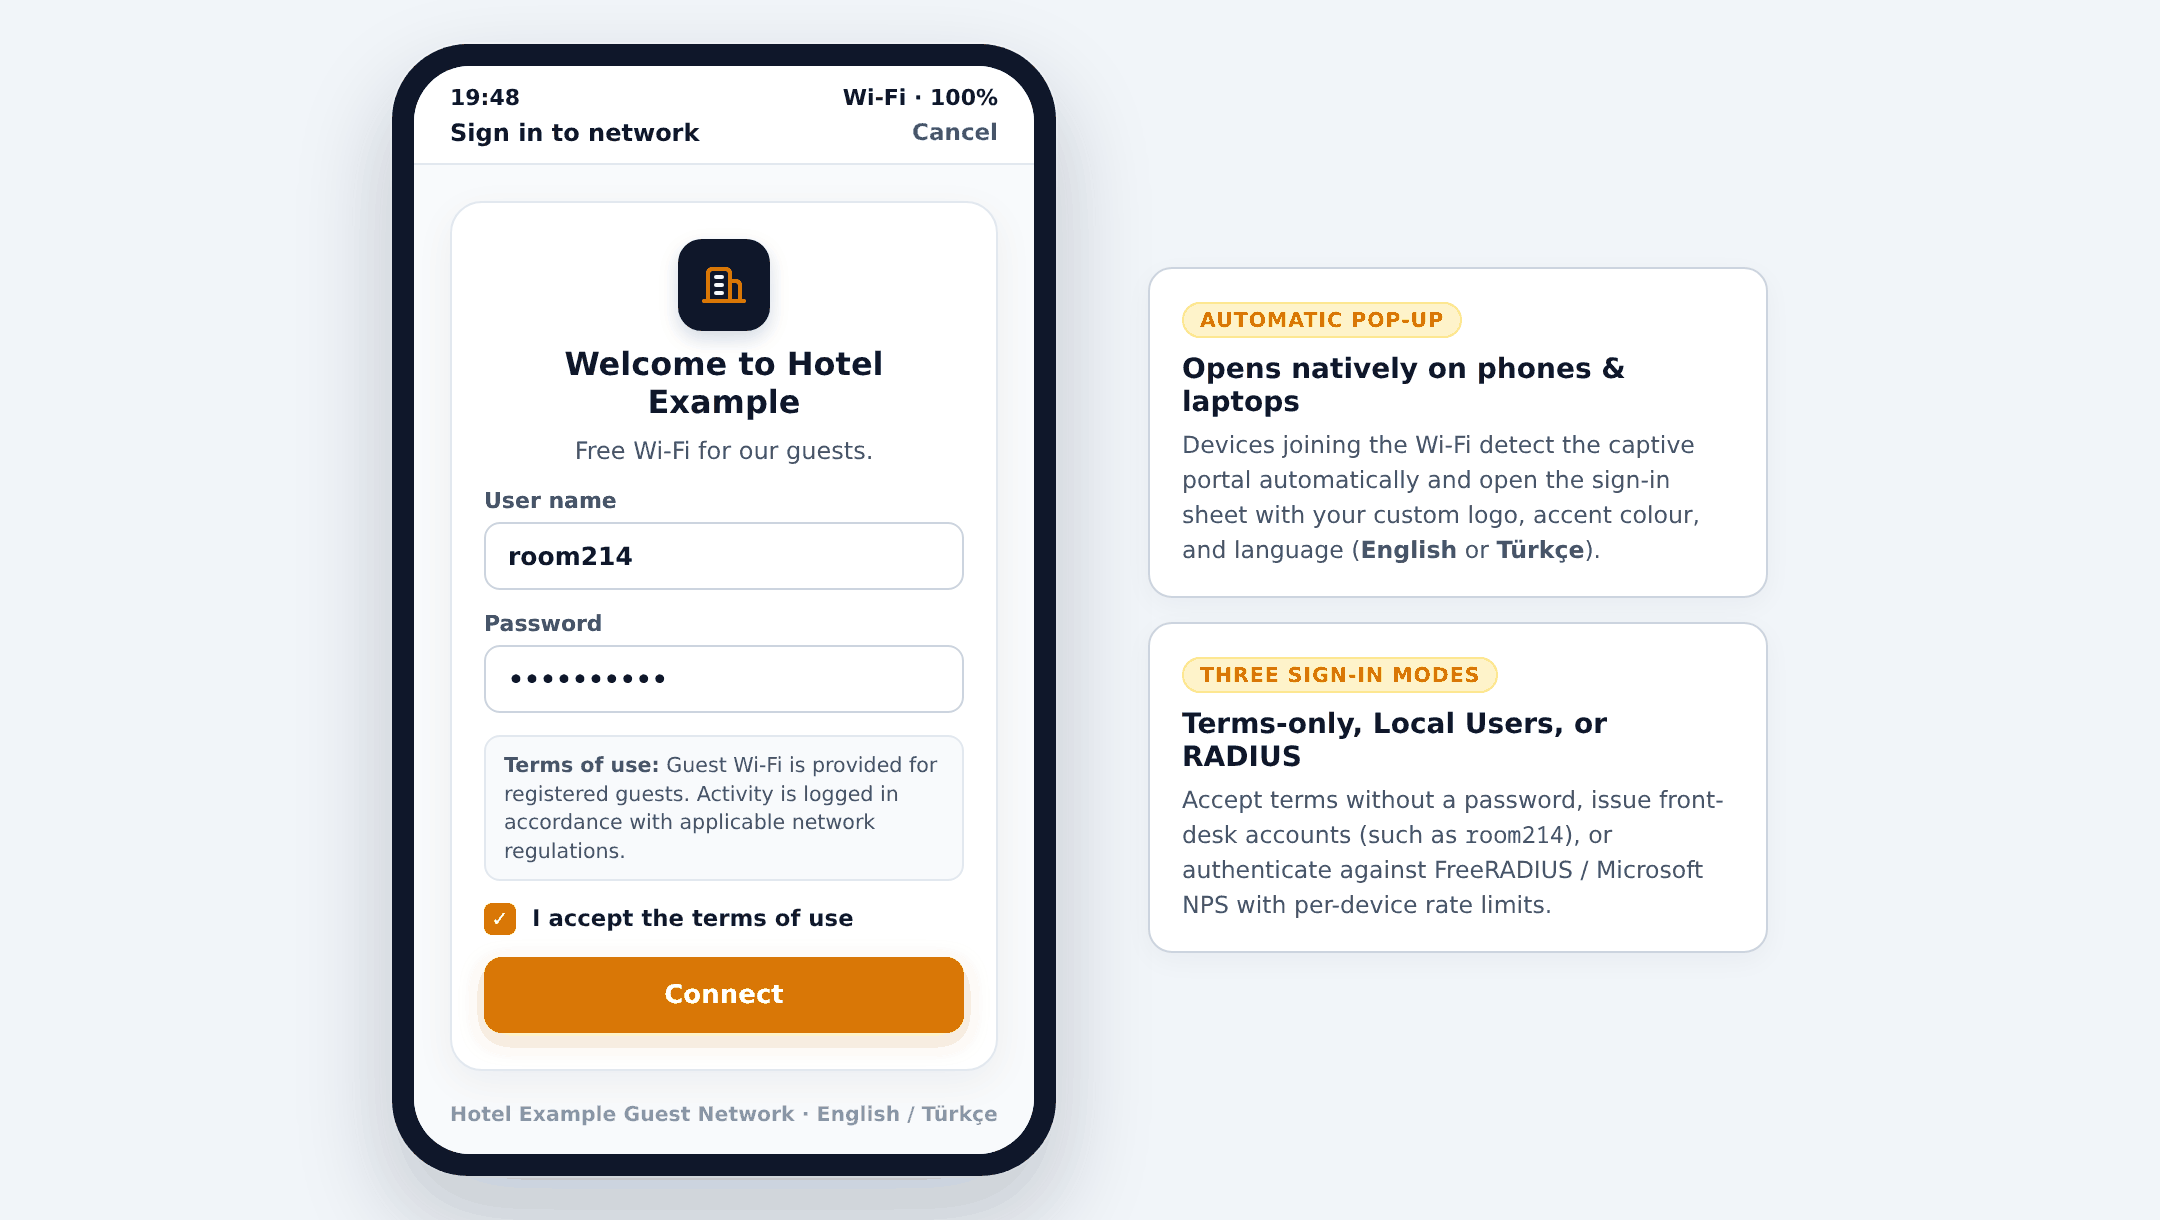 19:48
Wi-Fi · 100%
Sign in to network
Cancel
Welcome to Hotel
Example
Free Wi-Fi for our guests.
User name
room214
Password
••••••••••
Terms of use: Guest Wi-Fi is provided for
registered guests. Activity is logged in
accordance with applicable network
regulations.
✓ I accept the terms of use
Connect
Hotel Example Guest Network · English / Türkçe
AUTOMATIC POP-UP
Opens natively on phones &
laptops
Devices joining the Wi-Fi detect the captive
portal automatically and open the sign-in
sheet with your custom logo, accent colour,
and language (English or Türkçe).
THREE SIGN-IN MODES
Terms-only, Local Users, or
RADIUS
Accept terms without a password, issue front-
desk accounts (such as room214), or
authenticate against FreeRADIUS / Microsoft
NPS with per-device rate limits.